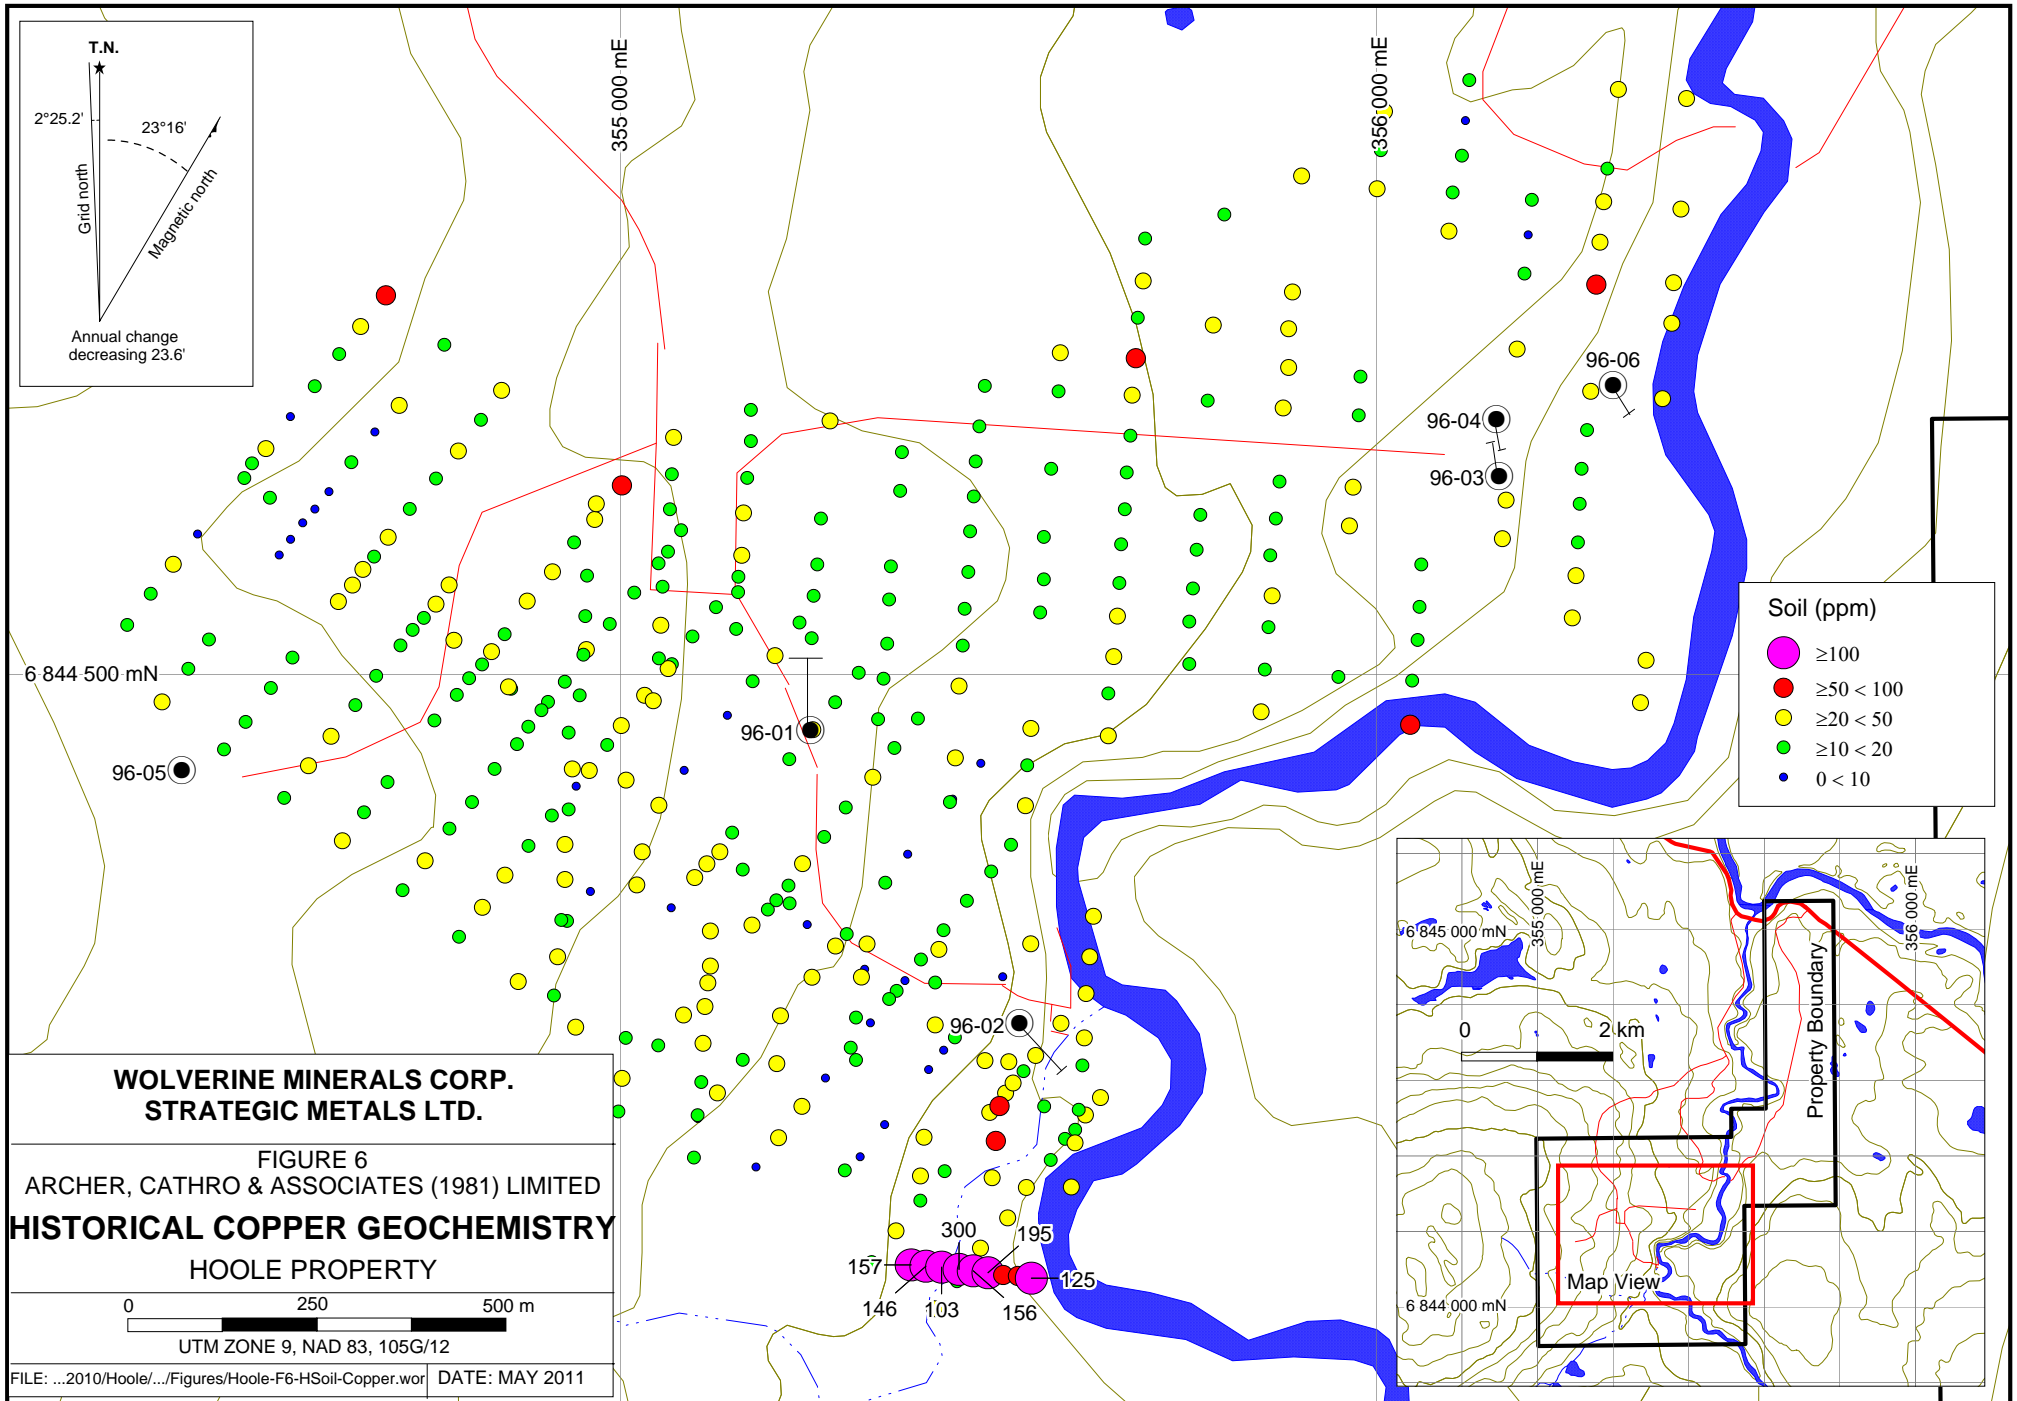 T.N.
2°25.2'
23°16'
Grid north
Magnetic north
Annual change
decreasing 23.6'
355 000 mE
356 000 mE
96-06
96-04
96-03
6 844 500 mN
96-01
96-05
96-02
Soil (ppm)
≥100
≥50 < 100
≥20 < 50
≥10 < 20
0 < 10
300
195
157
125
146
103
156
355 000 mE
356 000 mE
6 845 000 mN
Property Boundary
0 2 km
Map View
6 844 000 mN
WOLVERINE MINERALS CORP.
STRATEGIC METALS LTD.
FIGURE 6
ARCHER, CATHRO & ASSOCIATES (1981) LIMITED
HISTORICAL COPPER GEOCHEMISTRY
HOOLE PROPERTY
0 250 500 m
UTM ZONE 9, NAD 83, 105G/12
FILE: ...2010/Hoole/.../Figures/Hoole-F6-HSoil-Copper.wor
DATE: MAY 2011